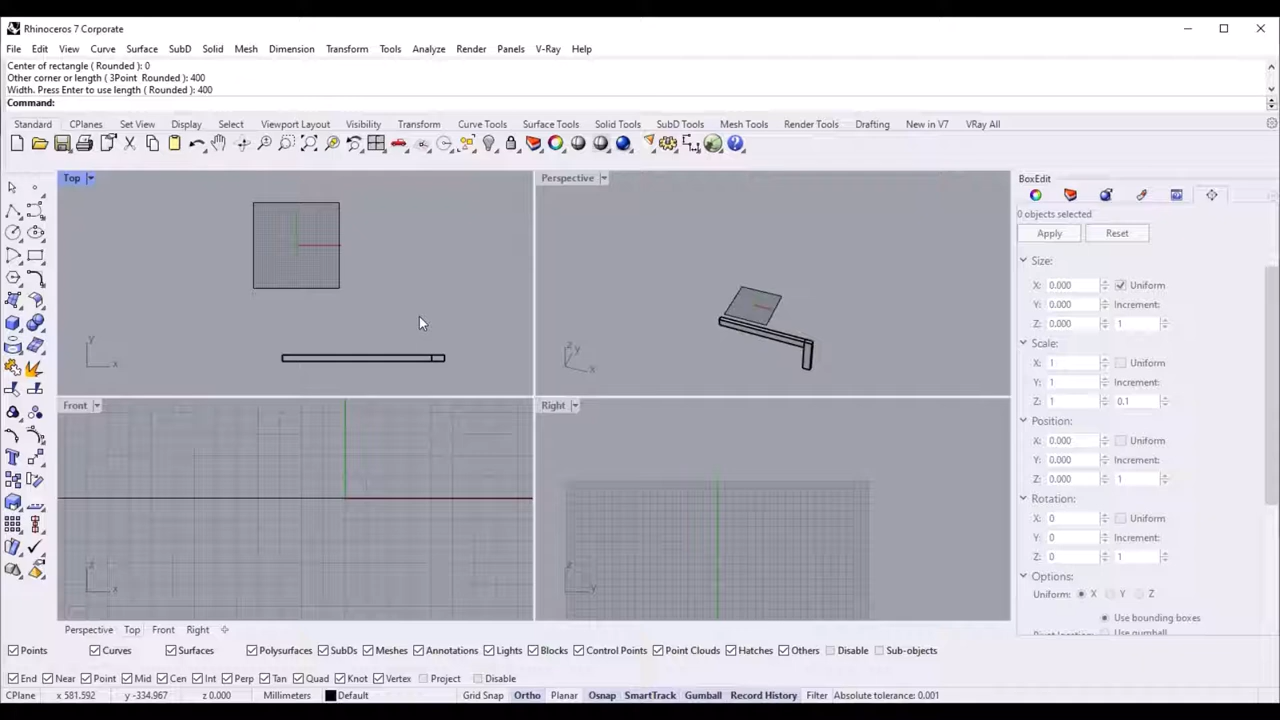 Rhinoceros 7 Corporate
File Edit View Curve Surface SubD Solid Mesh Dimension Transform Tools Analyze Render Panels V-Ray Help
Center of rectangle ( Rounded ): 0
Other corner or length ( 3Point Rounded ): 400
Width. Press Enter to use length ( Rounded ): 400
Command:
Standard CPlanes Set View Display Select Viewport Layout Visibility Transform Curve Tools Surface Tools Solid Tools SubD Tools Mesh Tools Render Tools Drafting New in V7 VRay All
Top
Perspective
BoxEdit
0 objects selected
Apply Reset
Size:
X: 0.000 Uniform
Y: 0.000 Increment:
Z: 0.000 1
Scale:
X: 1 Uniform
Y: 1 Increment:
Z: 1 0.1
Position:
X: 0.000 Uniform
Y: 0.000 Increment:
Z: 0.000 1
Rotation:
X: 0 Uniform
Y: 0 Increment:
Z: 0 1
Options:
Uniform: X Y Z
Use bounding boxes
Pivot location: Use gumball
y
x
z y
x
Front
Right
z
x
z
y
Perspective Top Front Right
Points Curves Surfaces Polysurfaces SubDs Meshes Annotations Lights Blocks Control Points Point Clouds Hatches Others Disable Sub-objects
End Near Point Mid Cen Int Perp Tan Quad Knot Vertex Project Disable
CPlane x 581.592 y -334.967 z 0.000 Millimeters Default Grid Snap Ortho Planar Osnap SmartTrack Gumball Record History Filter Absolute tolerance: 0.001